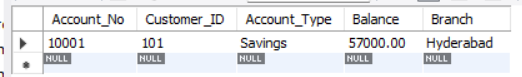 Account_No Customer_ID Account_Type Balance Branch
10001 101 Savings 57000.00 Hyderabad
NULL NULL NULL NULL NULL